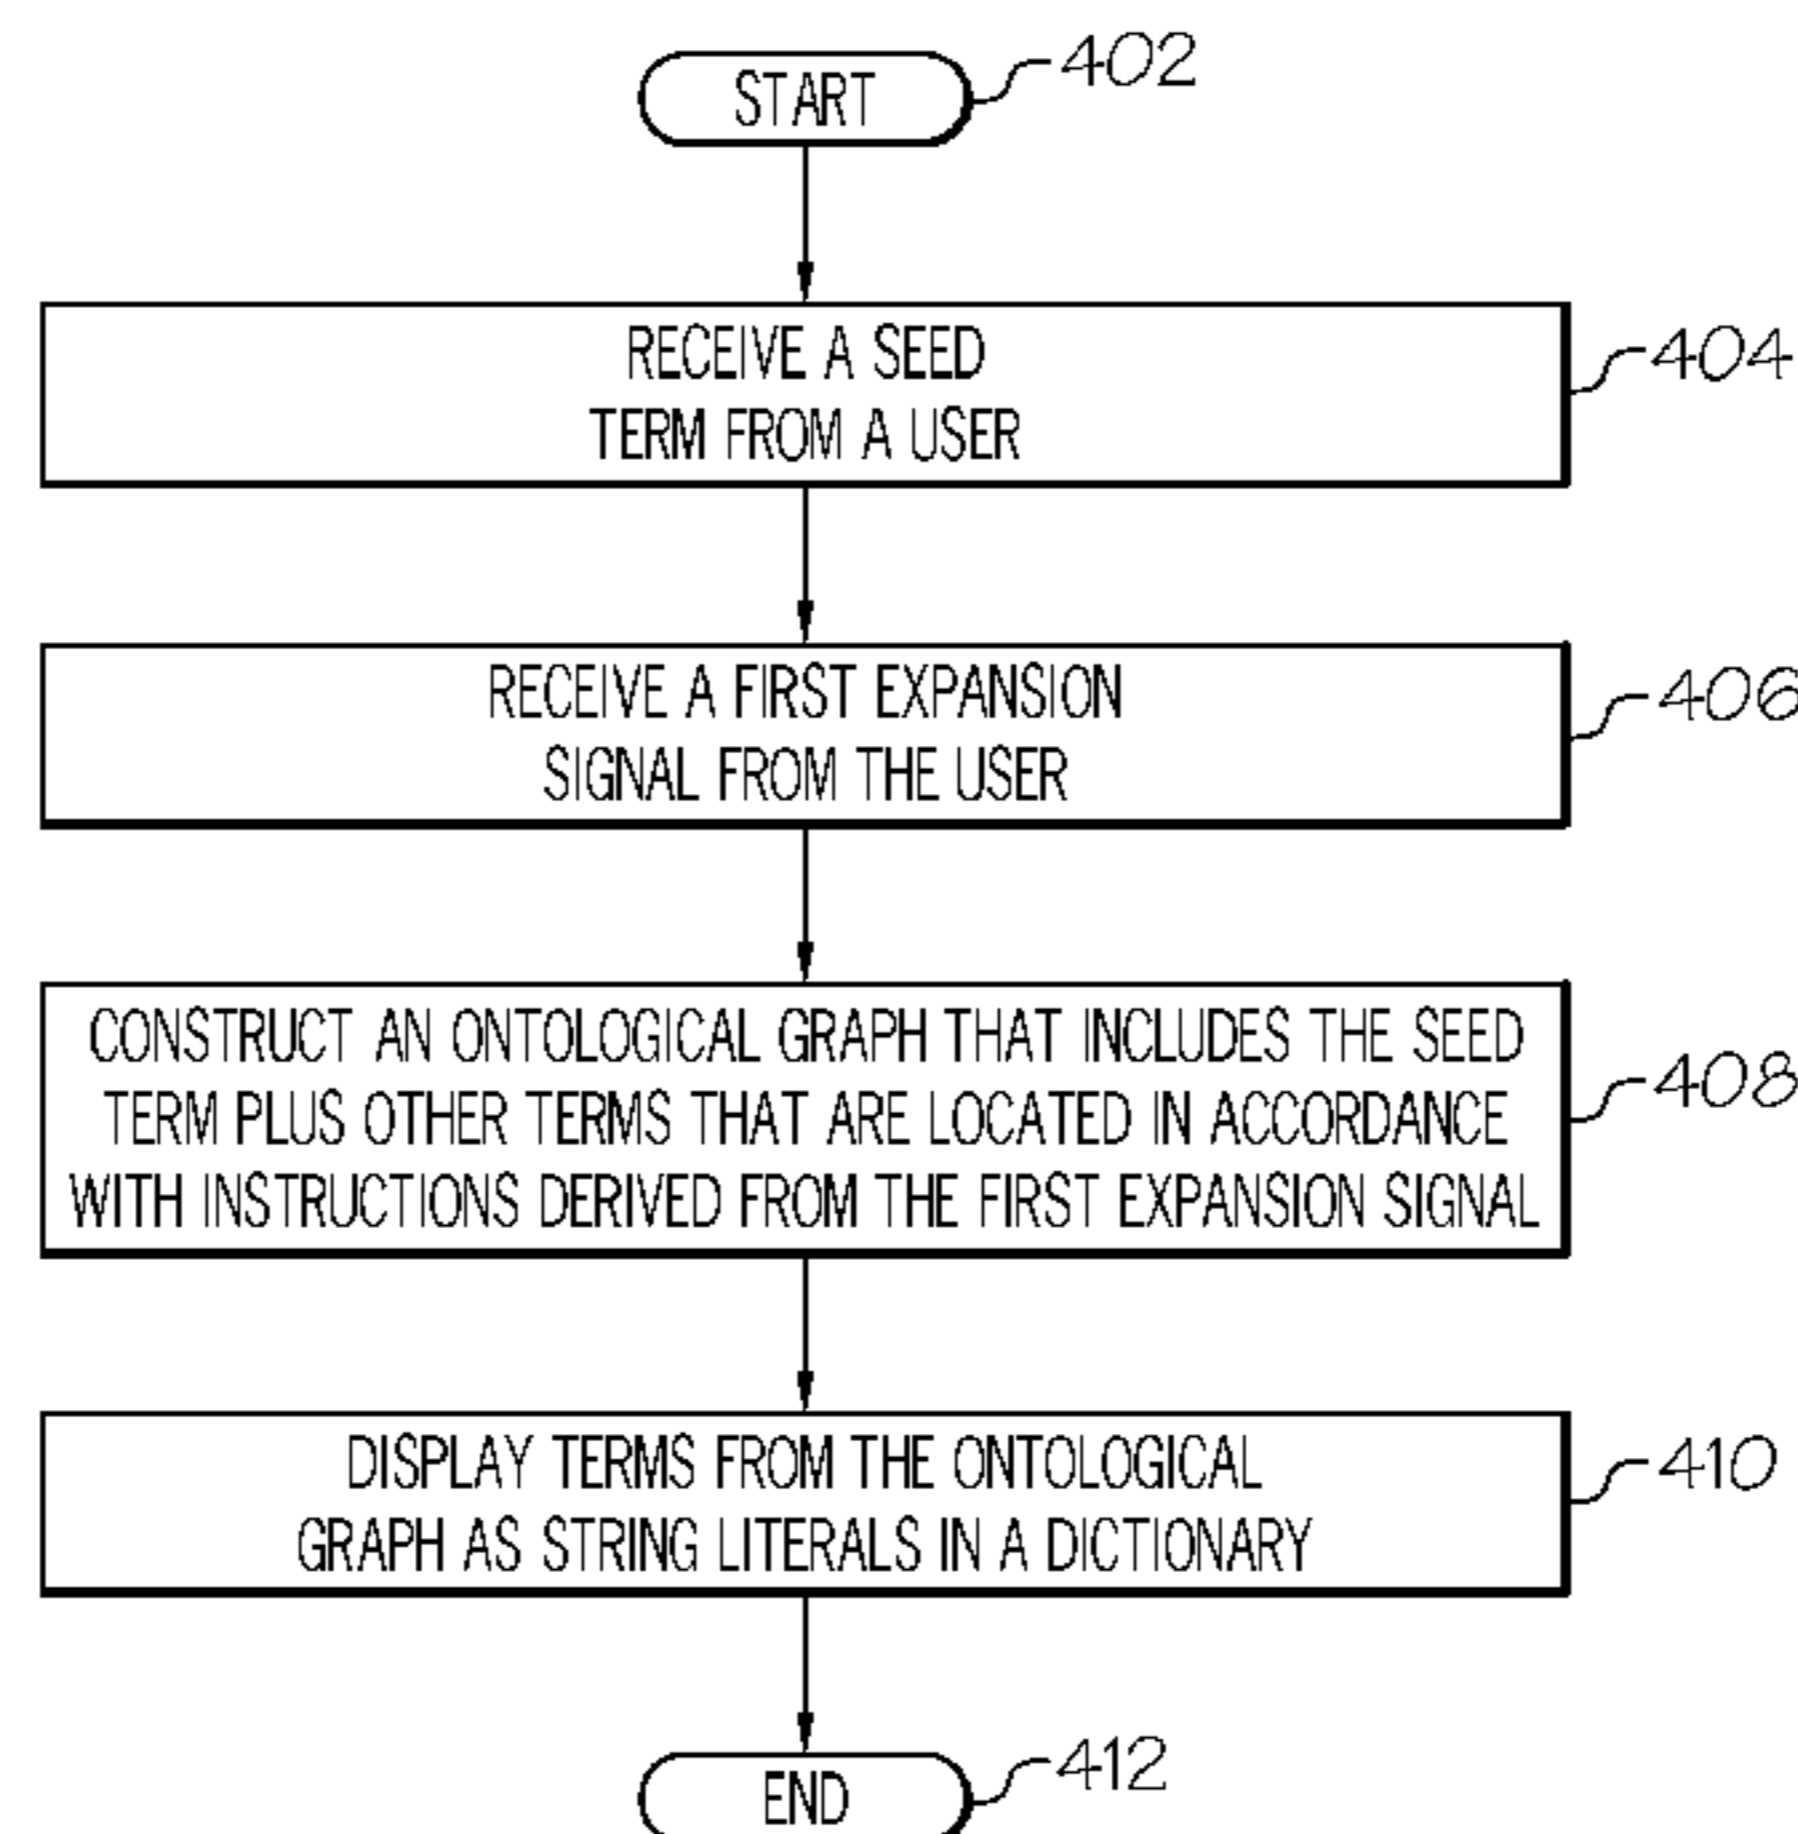 START
402
RECEIVE A SEED
TERM FROM A USER
404
RECEIVE A FIRST EXPANSION
SIGNAL FROM THE USER
406
CONSTRUCT AN ONTOLOGICAL GRAPH THAT INCLUDES THE SEED
TERM PLUS OTHER TERMS THAT ARE LOCATED IN ACCORDANCE
WITH INSTRUCTIONS DERIVED FROM THE FIRST EXPANSION SIGNAL
408
DISPLAY TERMS FROM THE ONTOLOGICAL
GRAPH AS STRING LITERALS IN A DICTIONARY
410
END
412